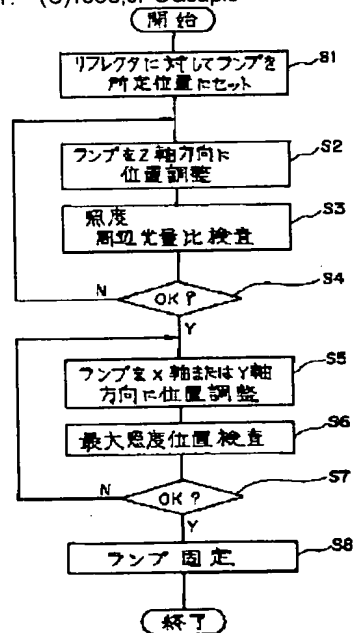 開始
リフレクタに対してランプを
所定位置にセット
S1
ランプをZ軸方向に
位置調整
S2
照度
周辺光量比検査
S3
OK?
S4
N
Y
ランプをX軸またはY軸
方向に位置調整
S5
最大照度位置検査
S6
OK?
S7
N
Y
ランプ固定
S8
終了